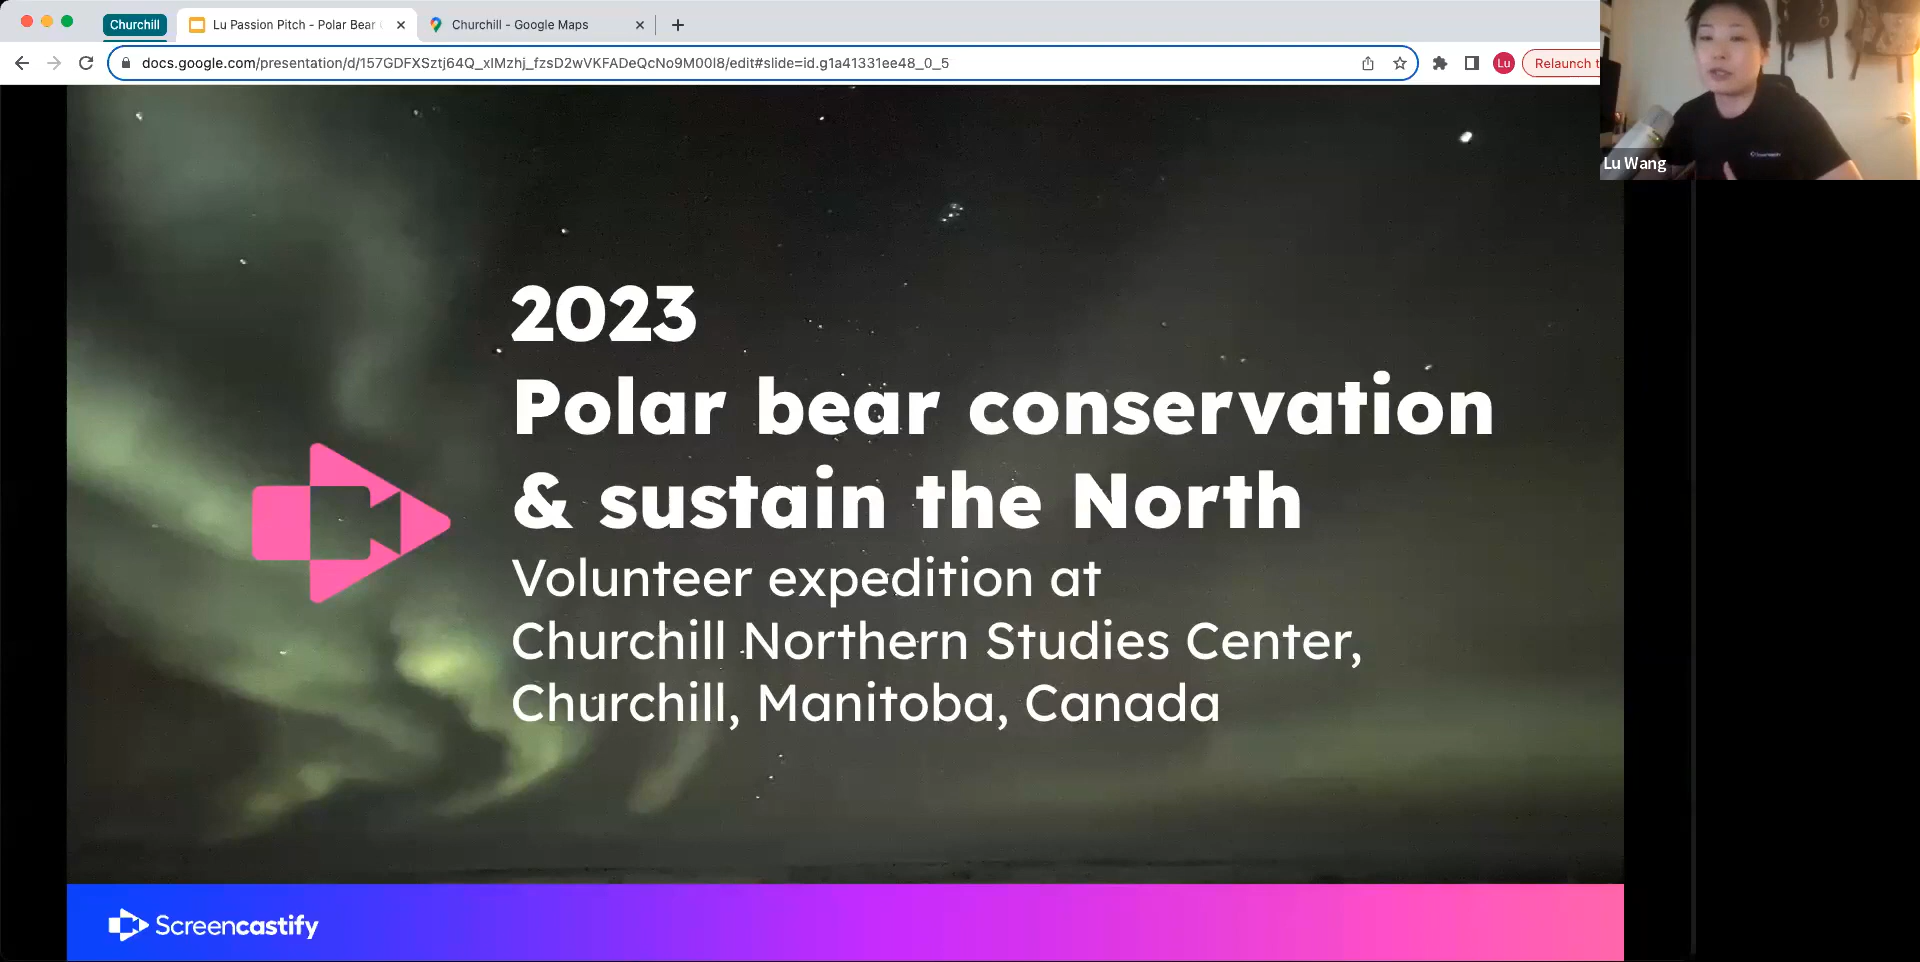 Churchill
Lu Passion Pitch - Polar Bear
Churchill - Google Maps
docs.google.com/presentation/d/157GDFXSztj64Q_xIMzhj_fzsD2wVKFADeQcNo9M00I8/edit#slide=id.g1a41331ee48_0_5
Lu
Relaunch t
Lu Wang
2023
Polar bear conservation
& sustain the North
Volunteer expedition at
Churchill Northern Studies Center,
Churchill, Manitoba, Canada
Screencastify